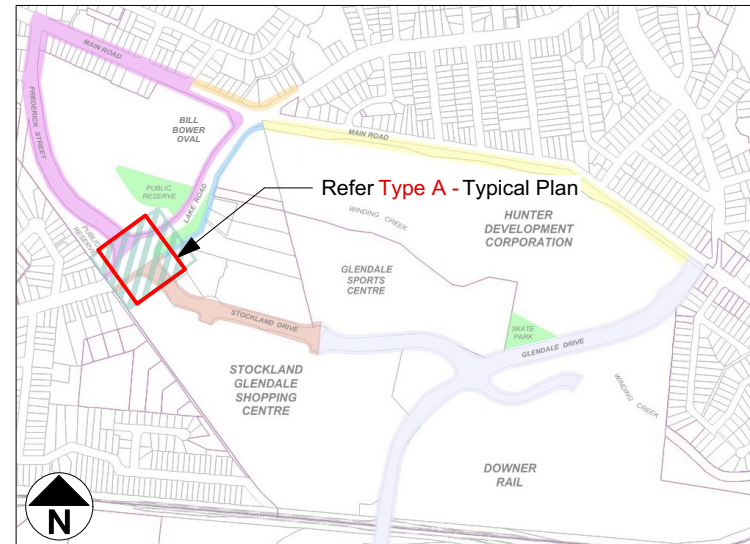 MAIN ROAD
FREDERICK STREET
BILL
BOWER
OVAL
MAIN ROAD
PUBLIC
RESERVE
LAKE ROAD
Refer Type A - Typical Plan
WINDING CREEK
HUNTER
DEVELOPMENT
CORPORATION
PUBLIC
RESERVE
GLENDALE
SPORTS
CENTRE
STOCKLAND DRIVE
SKATE
PARK
GLENDALE DRIVE
STOCKLAND
GLENDALE
SHOPPING
CENTRE
WINDING CREEK
DOWNER
RAIL
N